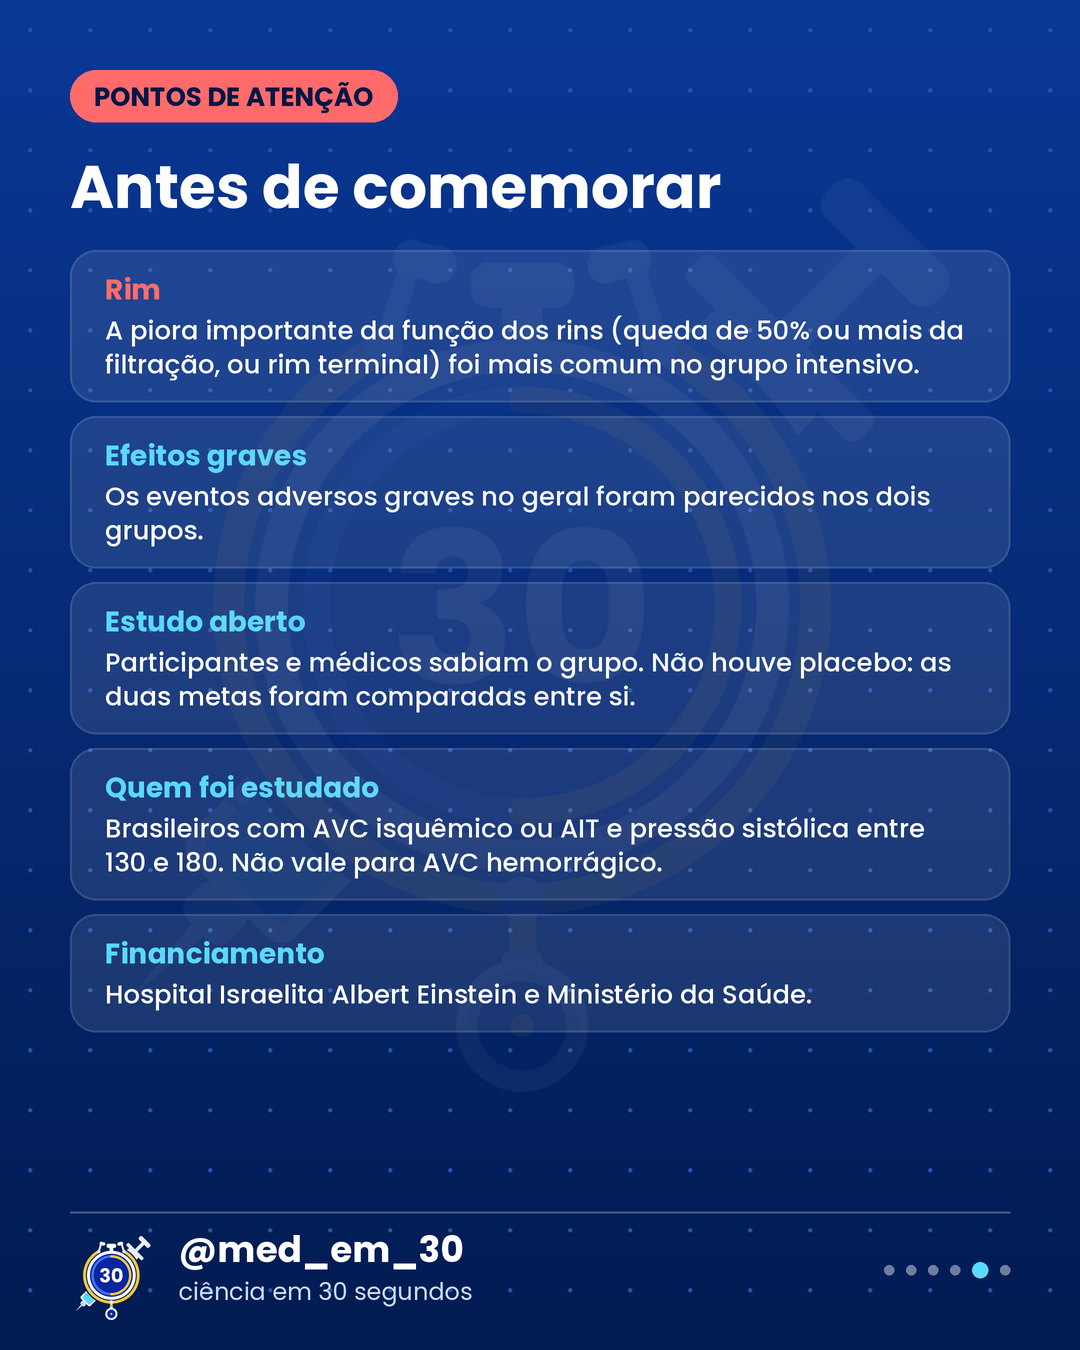 PONTOS DE ATENÇÃO
Antes de comemorar
Rim
A piora importante da função dos rins (queda de 50% ou mais da
filtração, ou rim terminal) foi mais comum no grupo intensivo.
Efeitos graves
Os eventos adversos graves no geral foram parecidos nos dois
grupos.
Estudo aberto
Participantes e médicos sabiam o grupo. Não houve placebo: as
duas metas foram comparadas entre si.
Quem foi estudado
Brasileiros com AVC isquêmico ou AIT e pressão sistólica entre
130 e 180. Não vale para AVC hemorrágico.
Financiamento
Hospital Israelita Albert Einstein e Ministério da Saúde.
30
30
@med_em_30
ciência em 30 segundos